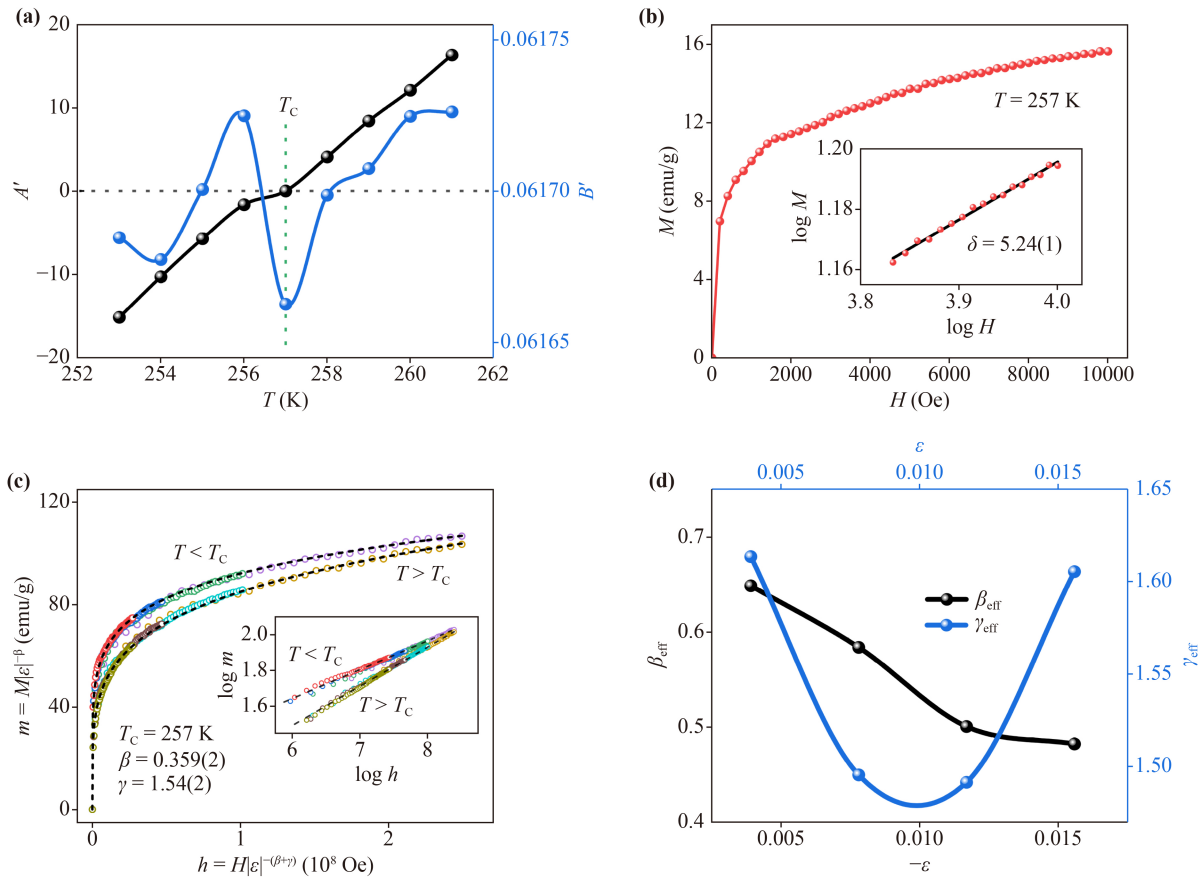 (a)
20
10
0
−10
−20
A′
T_C
0.06175
0.06170
0.06165
B′
252
254
256
258
260
262
T (K)
(b)
16
12
8
4
0
M (emu/g)
T = 257 K
1.20
1.18
1.16
log M
δ = 5.24(1)
3.8
3.9
4.0
log H
0
2000
4000
6000
8000
10000
H (Oe)
(c)
120
80
40
0
m = M|ε|^{−β} (emu/g)
T < T_C
T > T_C
2.0
1.8
1.6
log m
T < T_C
T > T_C
6
7
8
log h
T_C = 257 K
β = 0.359(2)
γ = 1.54(2)
0
1
2
h = H|ε|^{−(β+γ)} (10^8 Oe)
ε
0.005
0.010
0.015
(d)
0.7
0.6
0.5
0.4
β_eff
β_eff
γ_eff
1.65
1.60
1.55
1.50
γ_eff
0.005
0.010
0.015
−ε